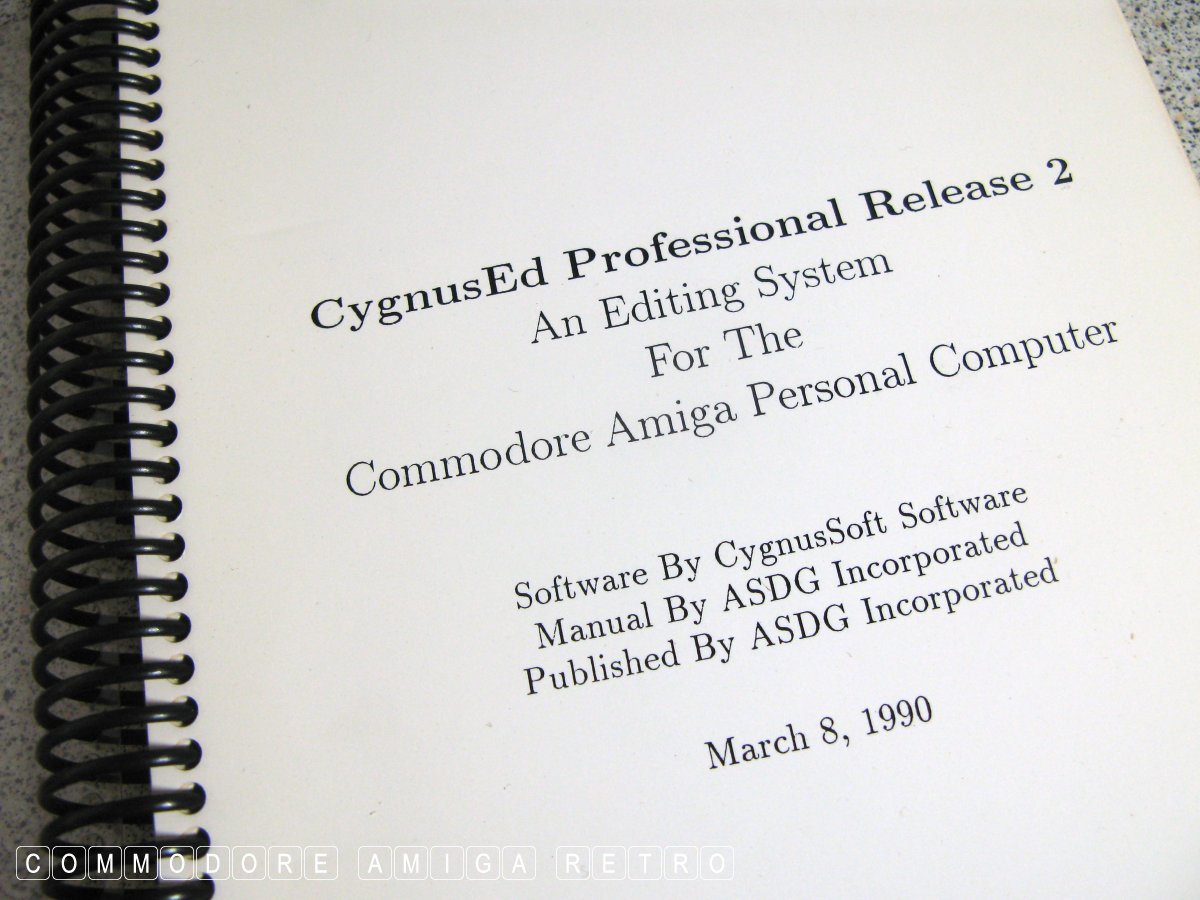 CygnusEd Professional Release 2
An Editing System
For The
Commodore Amiga Personal Computer
Software By CygnusSoft Software
Manual By ASDG Incorporated
Published By ASDG Incorporated
March 8, 1990
COMMODORE AMIGA RETRO